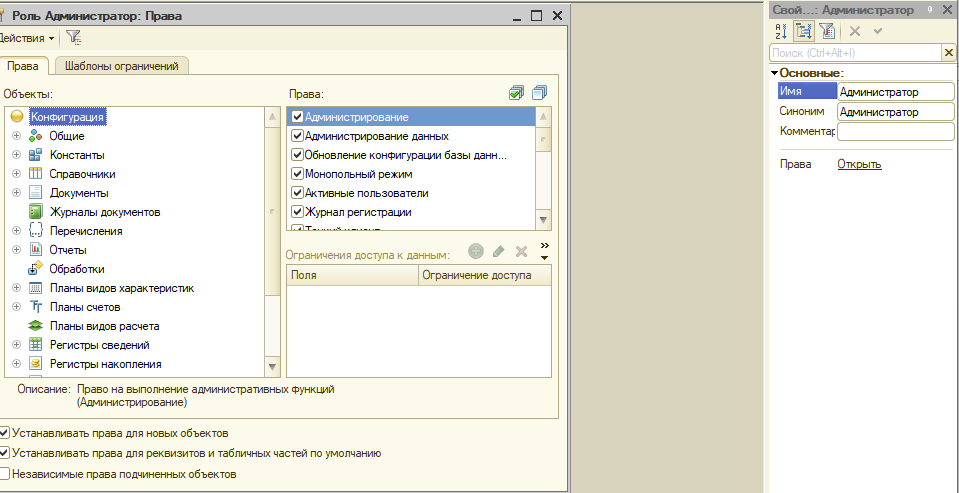 Роль Администратор: Права
Действия
Права
Шаблоны ограничений
Объекты:
Конфигурация
Общие
Константы
Справочники
Документы
Журналы документов
Перечисления
Отчеты
Обработки
Планы видов характеристик
Планы счетов
Планы видов расчета
Регистры сведений
Регистры накопления
Права:
Администрирование
Администрирование данных
Обновление конфигурации базы данн...
Монопольный режим
Активные пользователи
Журнал регистрации
Ограничения доступа к данным:
Поля Ограничение доступа
Описание: Право на выполнение административных функций
(Администрирование)
Устанавливать права для новых объектов
Устанавливать права для реквизитов и табличных частей по умолчанию
Независимые права подчиненных объектов
Свой...: Администратор
Поиск (Ctrl+Alt+I)
Основные:
Имя Администратор
Синоним Администратор
Комментар
Права Открыть